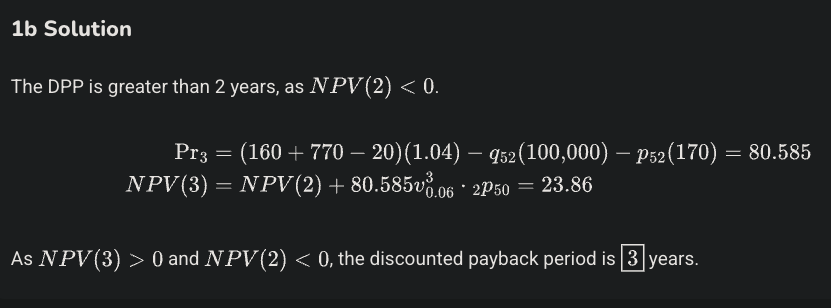 1b Solution
The DPP is greater than 2 years, as NPV(2) < 0.
Pr₃ = (160 + 770 − 20)(1.04) − q₅₂(100,000) − p₅₂(170) = 80.585
NPV(3) = NPV(2) + 80.585v³₀.₀₆ · ₂p₅₀ = 23.86
As NPV(3) > 0 and NPV(2) < 0, the discounted payback period is 3 years.